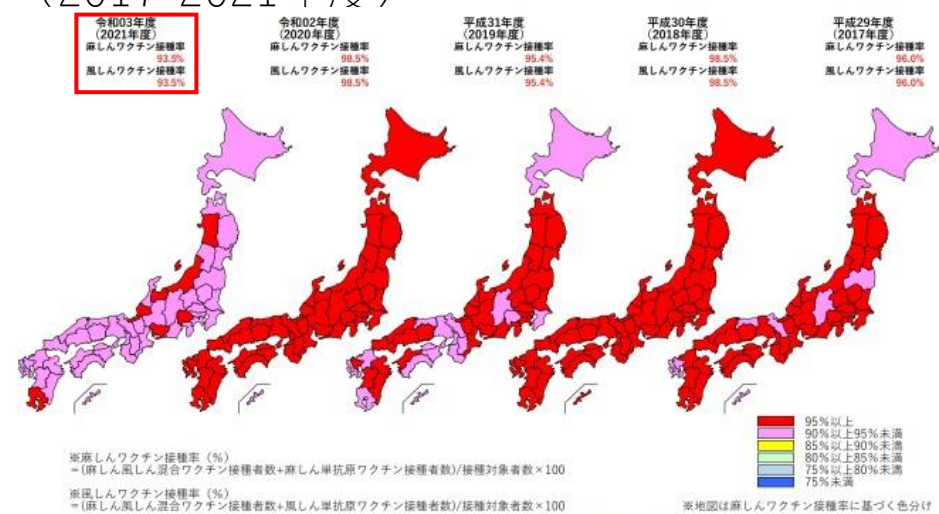 （2017-2021年度）
令和03年度
（2021年度）
麻しんワクチン接種率
93.5%
風しんワクチン接種率
93.5%
令和02年度
（2020年度）
麻しんワクチン接種率
98.5%
風しんワクチン接種率
98.5%
平成31年度
（2019年度）
麻しんワクチン接種率
95.4%
風しんワクチン接種率
95.4%
平成30年度
（2018年度）
麻しんワクチン接種率
98.5%
風しんワクチン接種率
98.5%
平成29年度
（2017年度）
麻しんワクチン接種率
96.0%
風しんワクチン接種率
96.0%
95%以上
90%以上95%未満
85%以上90%未満
80%以上85%未満
75%以上80%未満
75%未満
※麻しんワクチン接種率（%）
=(麻しん風しん混合ワクチン接種者数+麻しん単抗原ワクチン接種者数)/接種対象者数×100
※風しんワクチン接種率（%）
=(麻しん風しん混合ワクチン接種者数+風しん単抗原ワクチン接種者数)/接種対象者数×100
※地図は麻しんワクチン接種率に基づく色分け